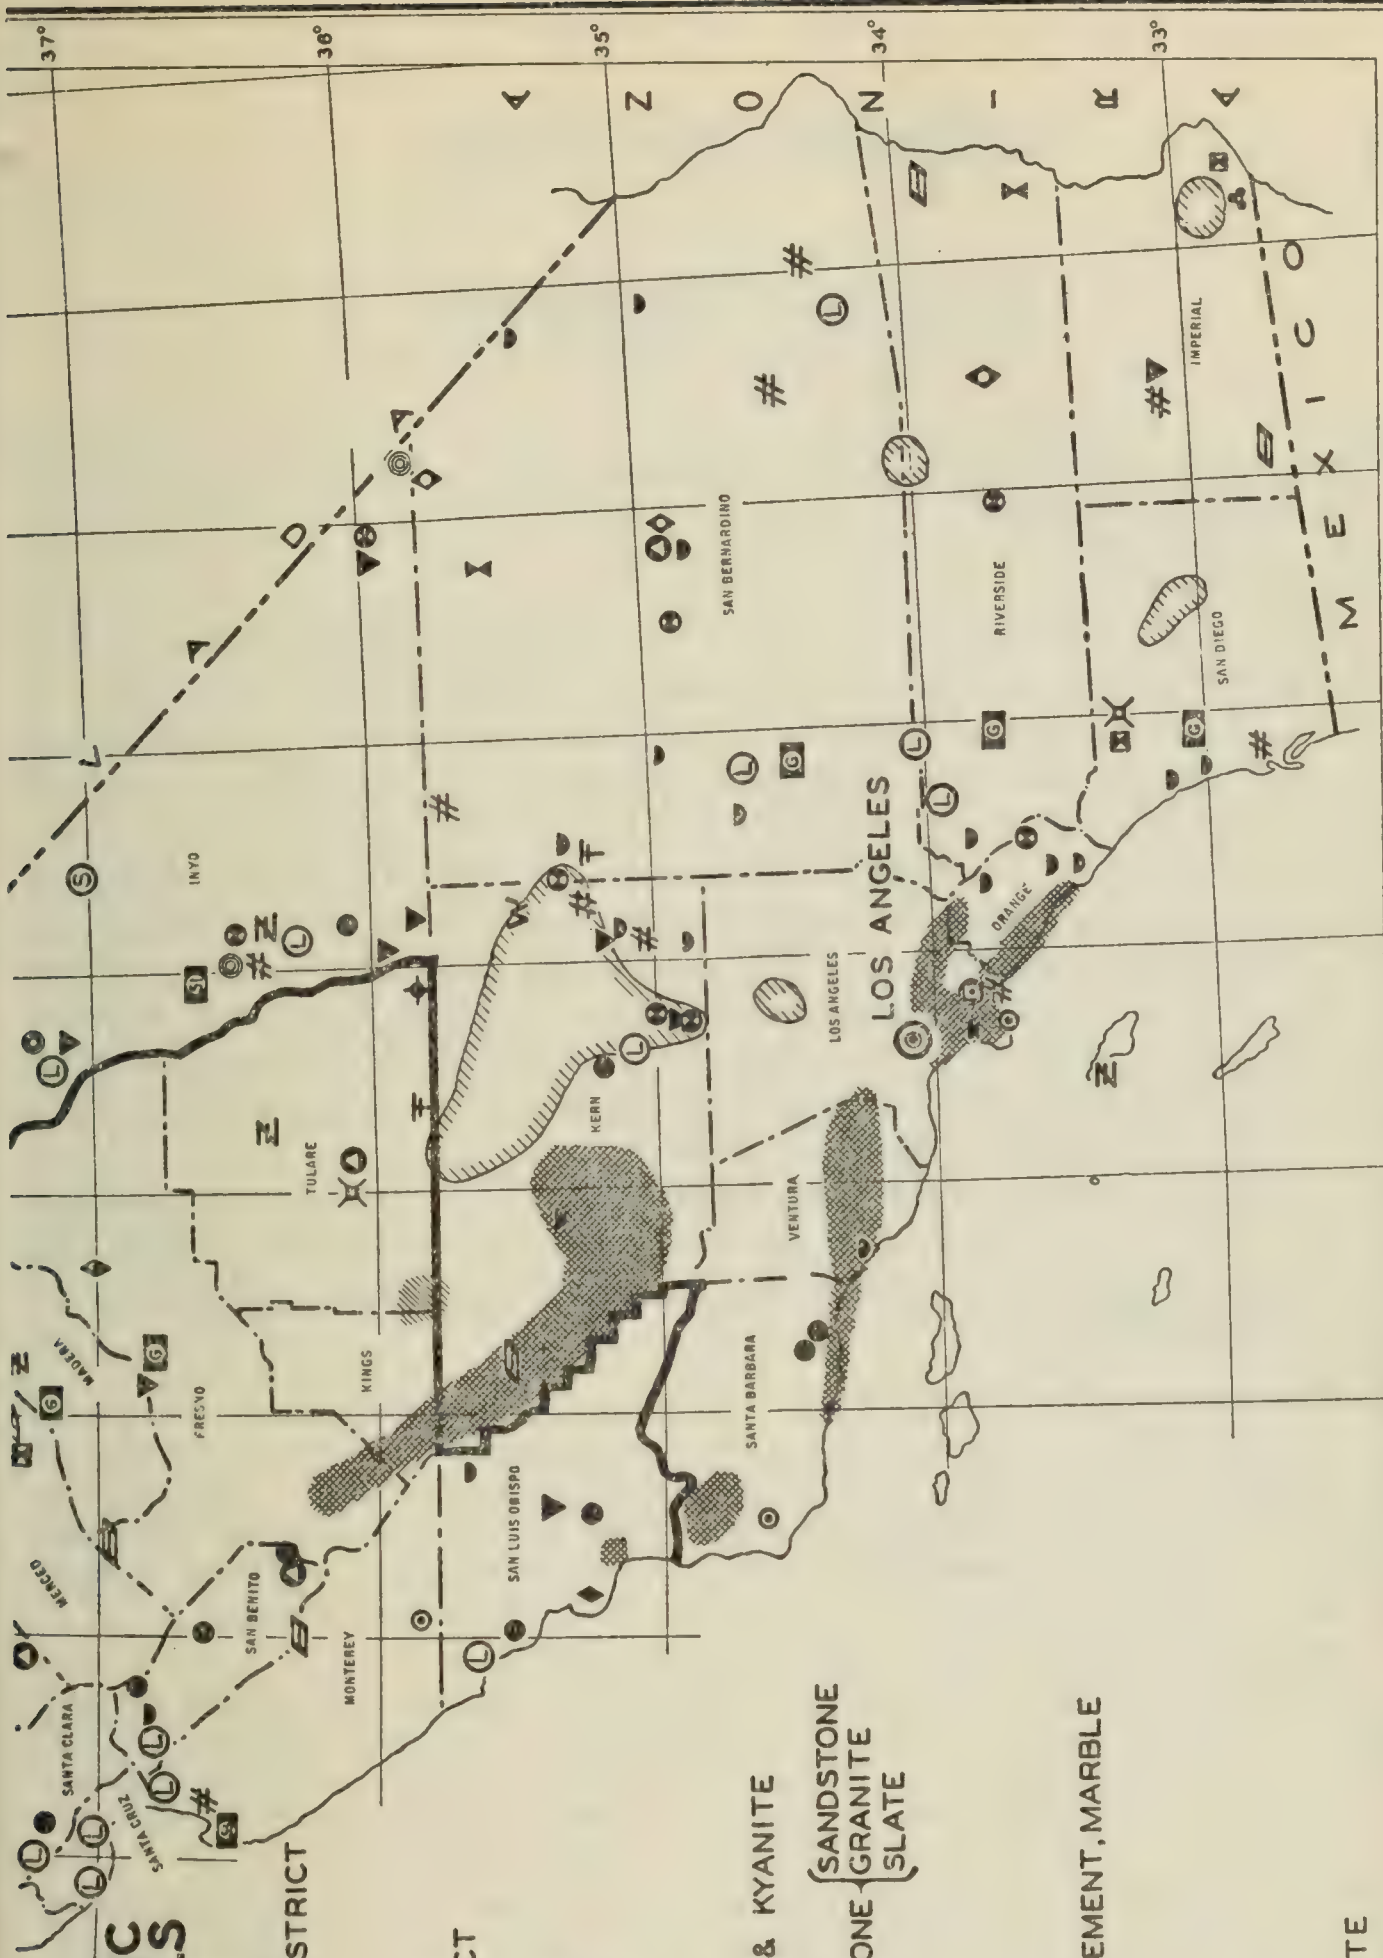 37°
36°
35°
34°
33°
A
Z
O
N
I
R
A
D
A
A
V
M E X I C O
INYO
SAN BERNARDINO
RIVERSIDE
IMPERIAL
SAN DIEGO
ORANGE
LOS ANGELES
LOS ANGELES
KERN
TULARE
VENTURA
KINGS
FRESNO
MADERA
MERCED
SANTA BARBARA
SAN LUIS OBISPO
SAN BENITO
MONTEREY
SANTA CLARA
SANTA CRUZ
C
LS
STRICT
CT
& KYANITE
ONE {SANDSTONE
GRANITE
SLATE
EMENT, MARBLE
TE